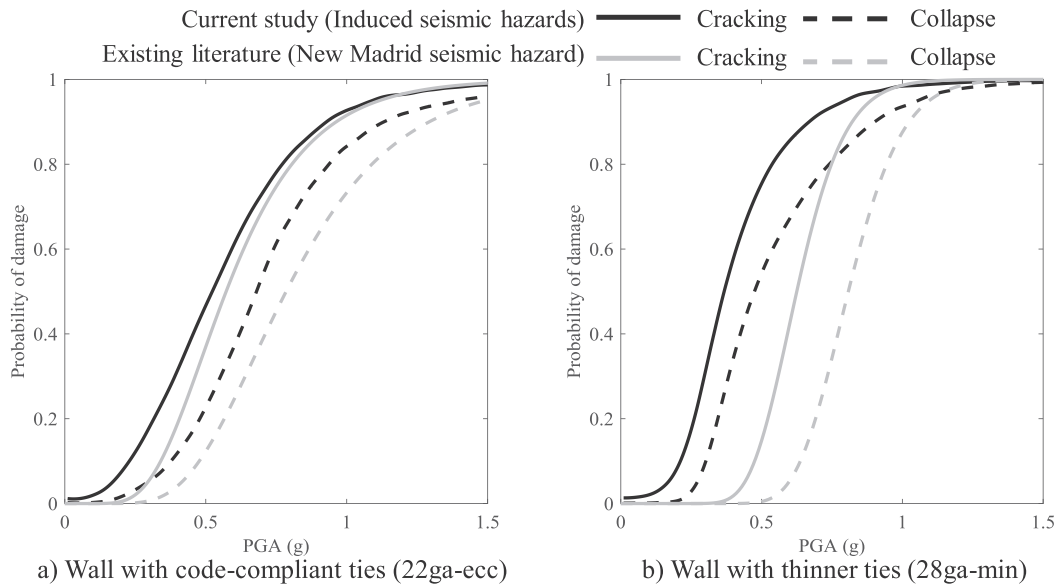 Current study (Induced seismic hazards) Cracking Collapse
Existing literature (New Madrid seismic hazard) Cracking Collapse
1
0.8
0.6
0.4
0.2
0
0 0.5 1 1.5
Probability of damage
PGA (g)
a) Wall with code-compliant ties (22ga-ecc)
1
0.8
0.6
0.4
0.2
0
0 0.5 1 1.5
Probability of damage
PGA (g)
b) Wall with thinner ties (28ga-min)